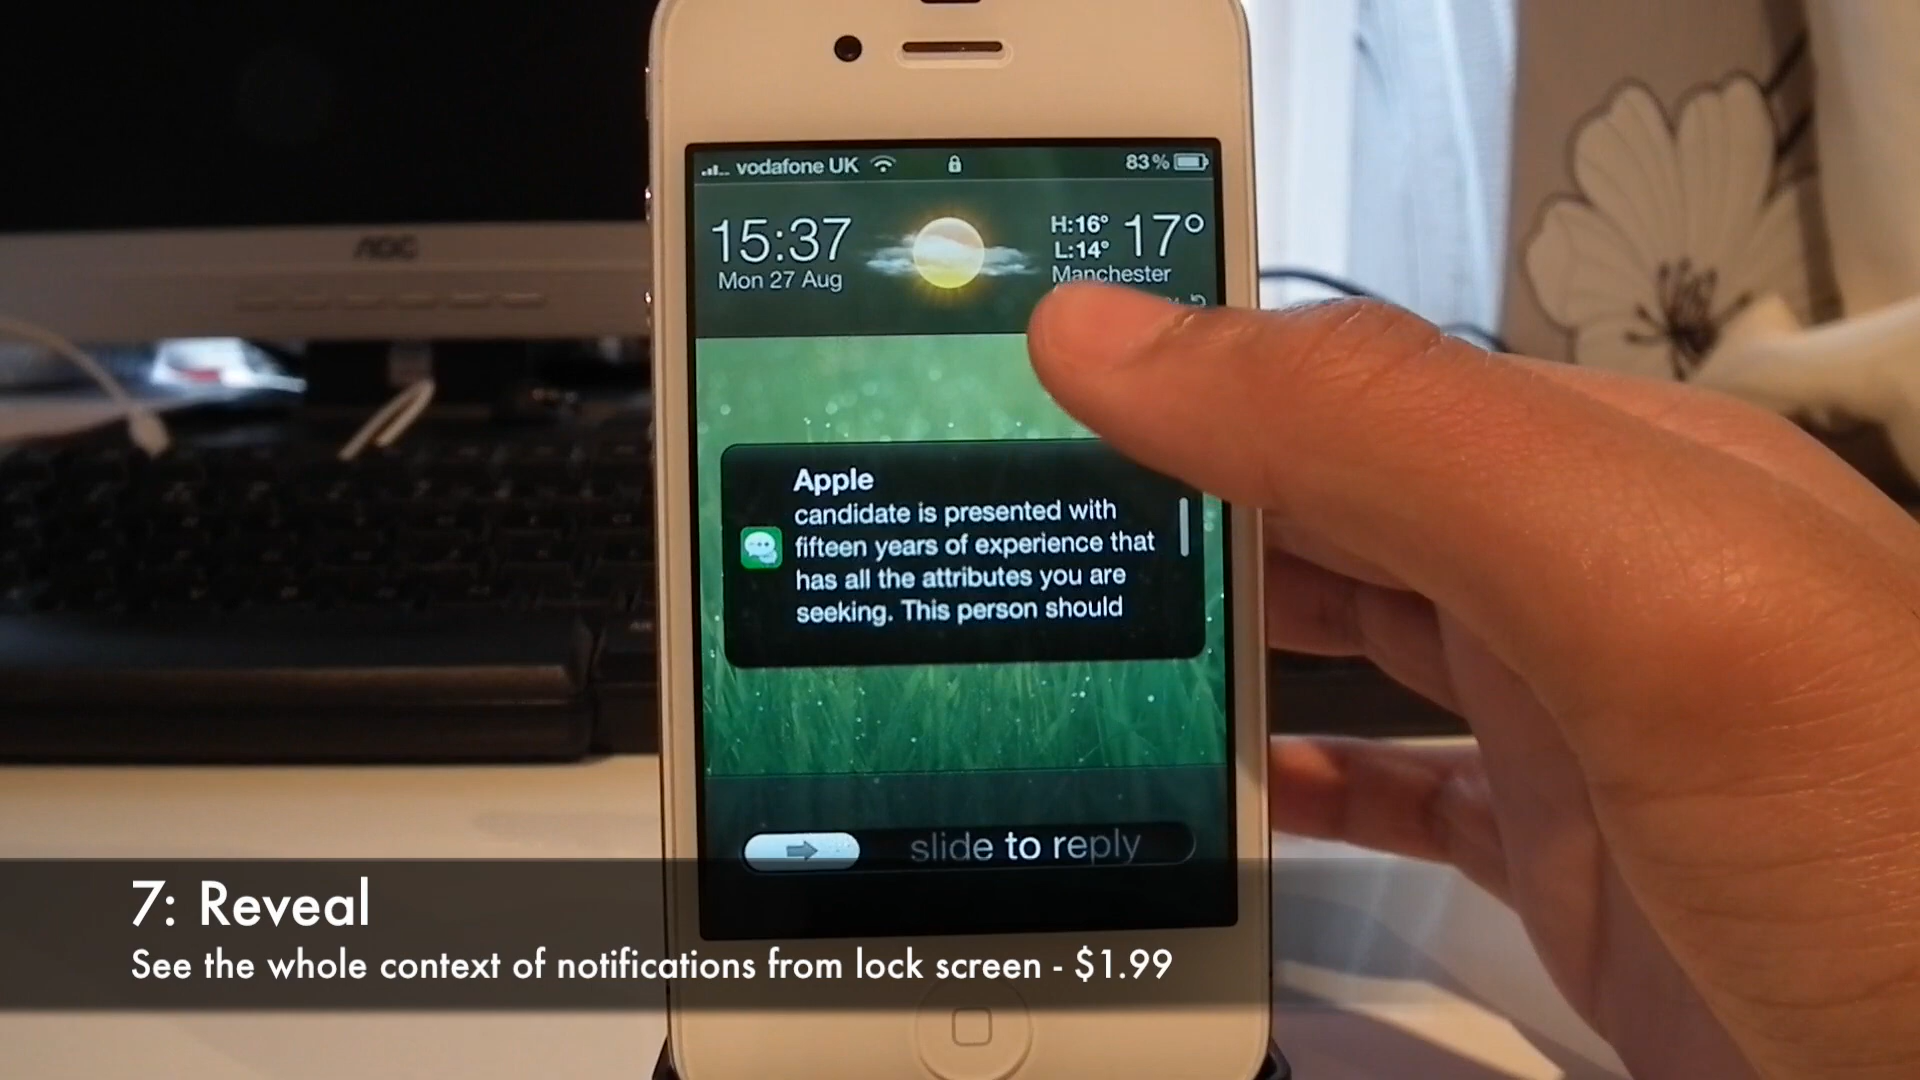 AOC
vodafone UK
83%
15:37
Mon 27 Aug
H:16°
L:14°
17°
Manchester
Apple
candidate is presented with
fifteen years of experience that
has all the attributes you are
seeking. This person should
slide to reply
7: Reveal
See the whole context of notifications from lock screen - $1.99